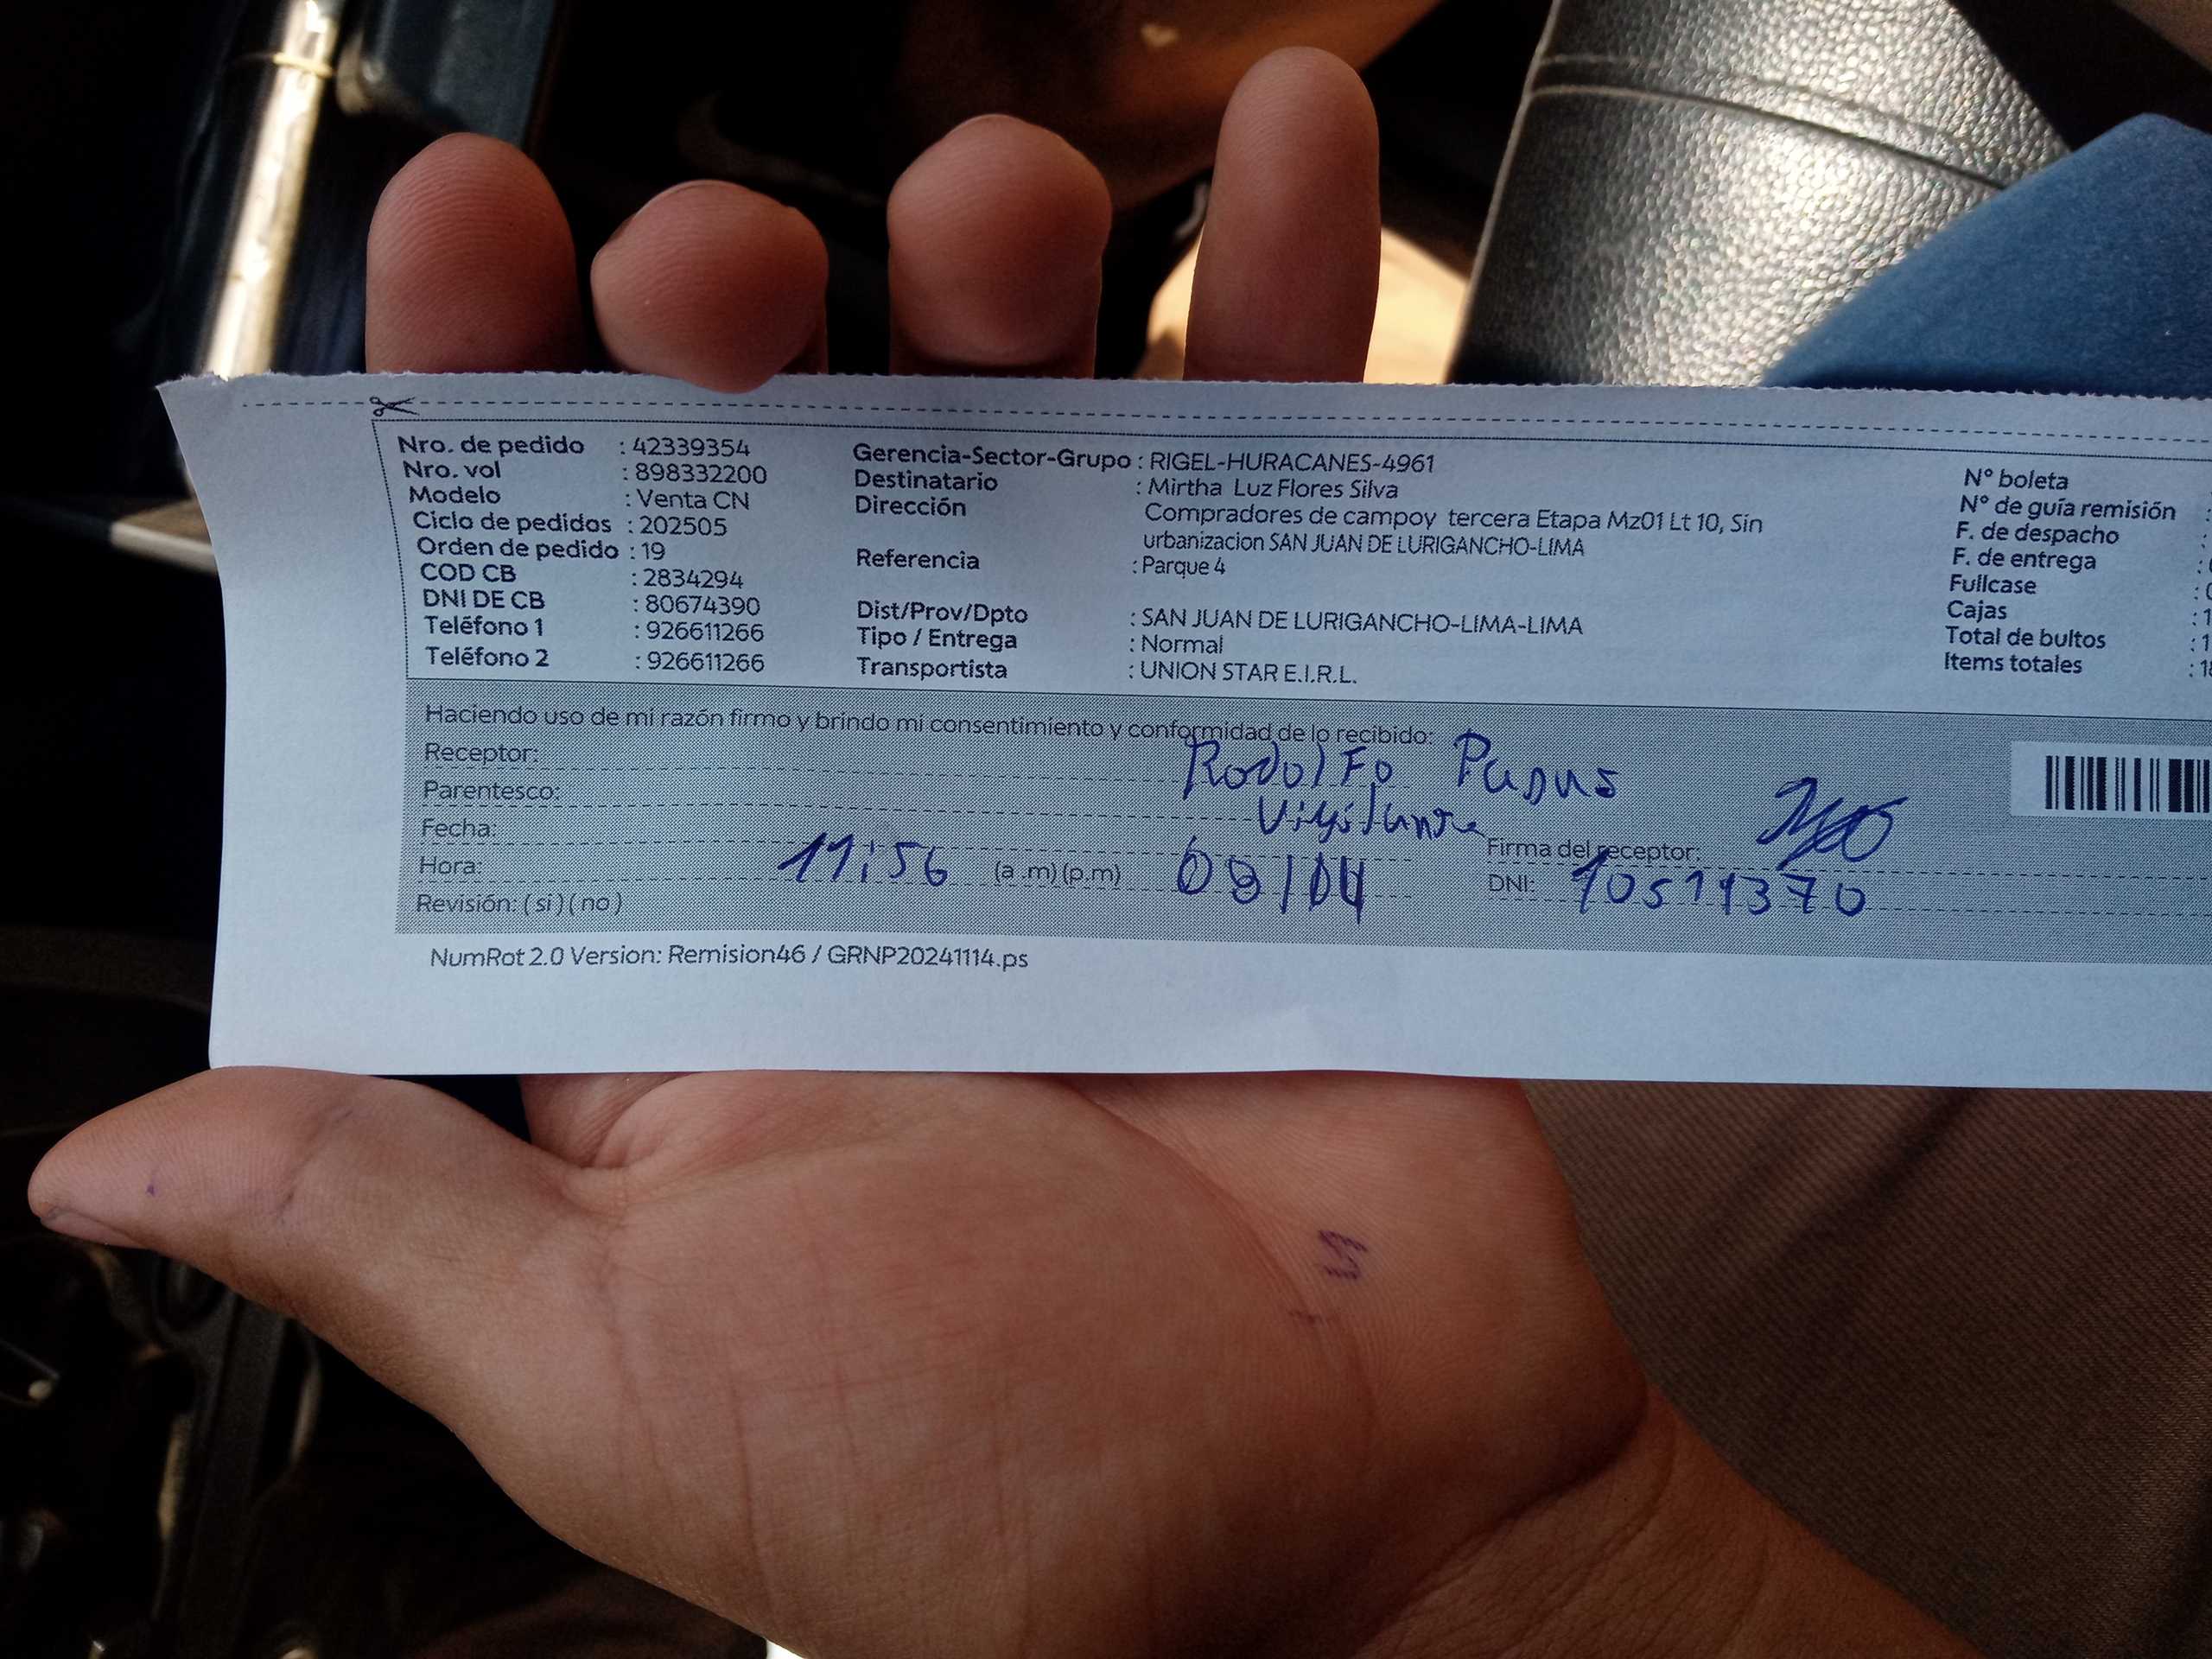 Nro. de pedido : 42339354
Nro. vol : 898332200
Modelo : Venta CN
Ciclo de pedidos : 202505
Orden de pedido : 19
COD CB : 2834294
DNI DE CB : 80674390
Teléfono 1 : 926611266
Teléfono 2 : 926611266
Gerencia-Sector-Grupo : RIGEL-HURACANES-4961
Destinatario : Mirtha Luz Flores Silva
Dirección Compradores de campoy tercera Etapa Mz01 Lt 10, Sin
urbanizacion SAN JUAN DE LURIGANCHO-LIMA
Referencia : Parque 4
Dist/Prov/Dpto : SAN JUAN DE LURIGANCHO-LIMA-LIMA
Tipo / Entrega : Normal
Transportista : UNION STAR E.I.R.L.
N° boleta
N° de guía remisión :
F. de despacho :
F. de entrega :
Fullcase :
Cajas : 1
Total de bultos : 1
Items totales :
Haciendo uso de mi razón firmo y brindo mi consentimiento y conformidad de lo recibido:
Receptor: Rodolfo
Parentesco: Vigilante
Fecha:
Firma del receptor:
Hora: 11:56 (a .m) (p.m)
DNI: 10511370
Revisión: ( si ) ( no )
NumRot 2.0 Version: Remision46 / GRNP20241114.ps